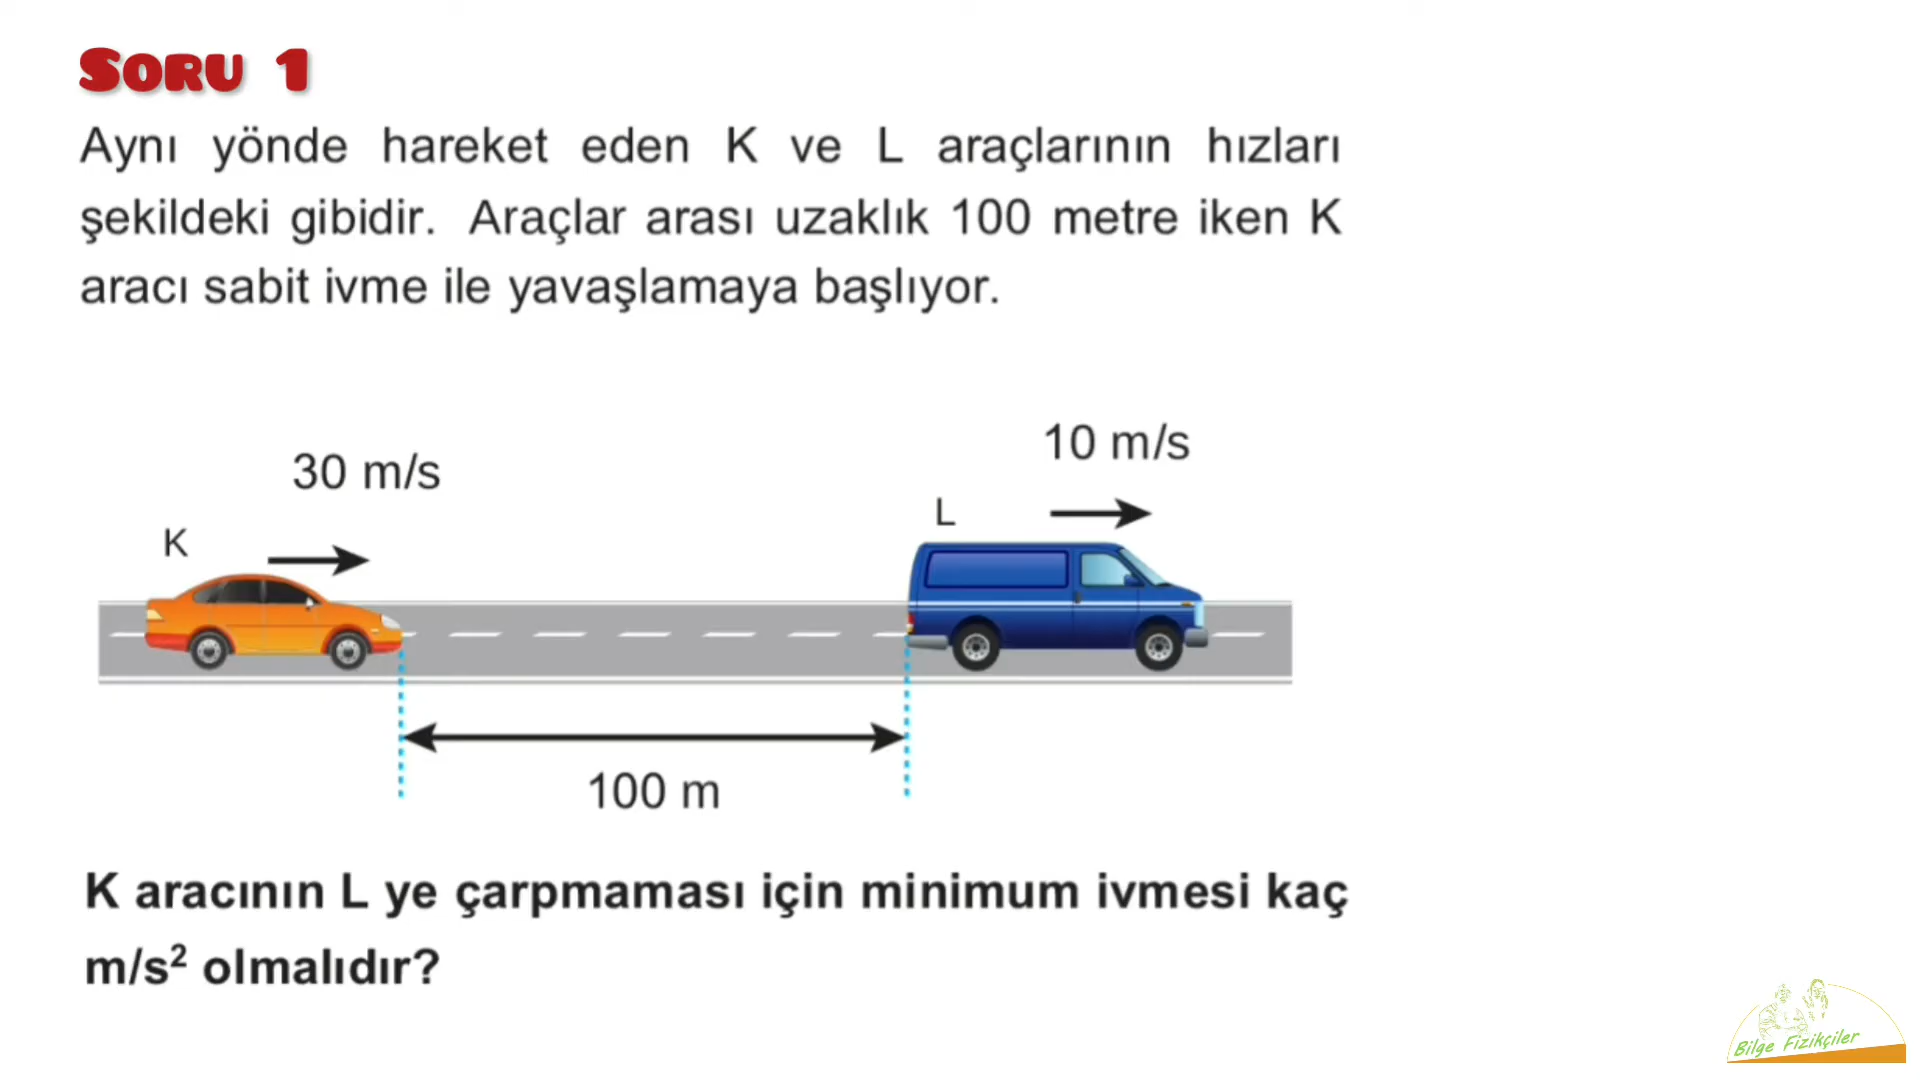 SORU 1
Aynı yönde hareket eden K ve L araçlarının hızları
şekildeki gibidir. Araçlar arası uzaklık 100 metre iken K
aracı sabit ivme ile yavaşlamaya başlıyor.
10 m/s
30 m/s
L
K
100 m
K aracının L ye çarpmaması için minimum ivmesi kaç
m/s² olmalıdır?
Bilge Fizikçiler